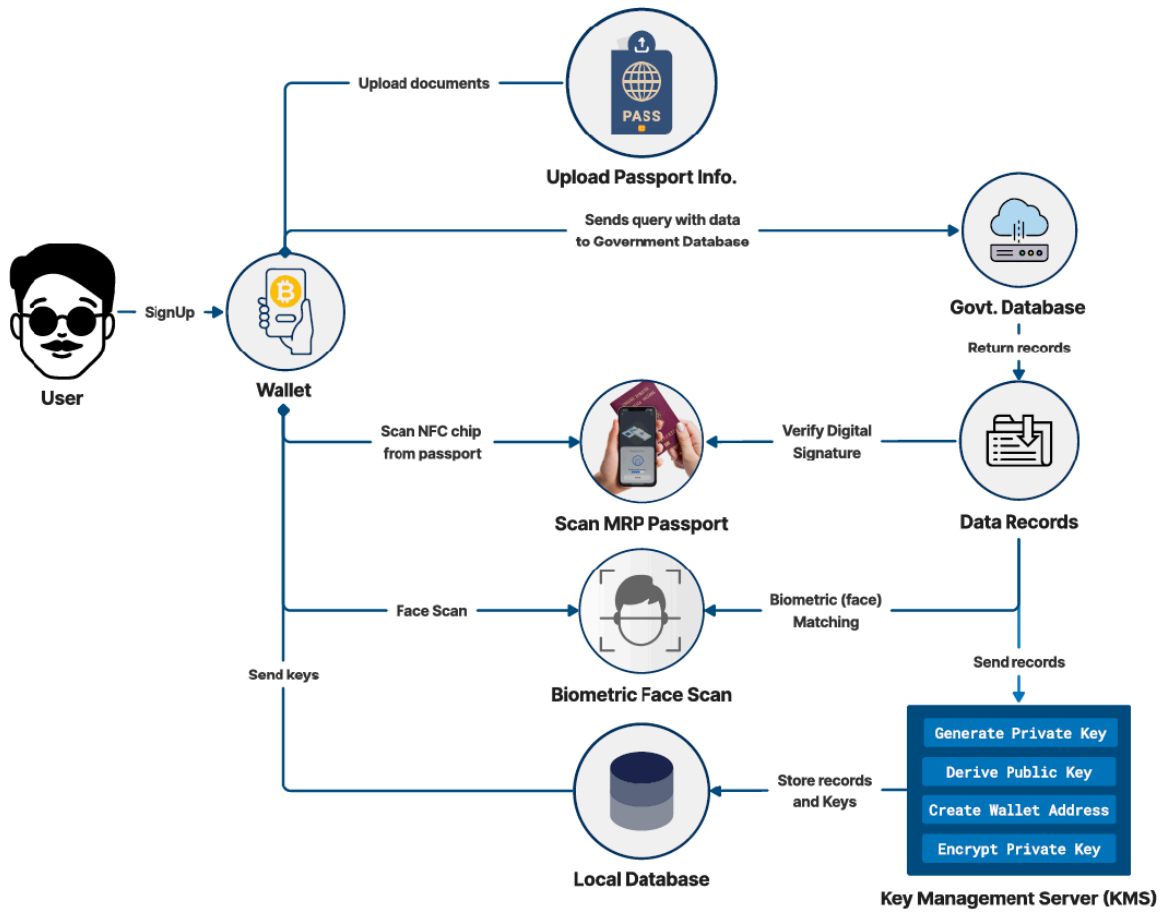 Upload documents
PASS
Upload Passport Info.
Sends query with data
to Government Database
Govt. Database
SignUp
User
Wallet
Return records
Scan NFC chip
from passport
Scan MRP Passport
Verify Digital
Signature
Data Records
Face Scan
Biometric Face Scan
Biometric (face)
Matching
Send keys
Send records
Generate Private Key
Derive Public Key
Create Wallet Address
Encrypt Private Key
Key Management Server (KMS)
Store records
and Keys
Local Database